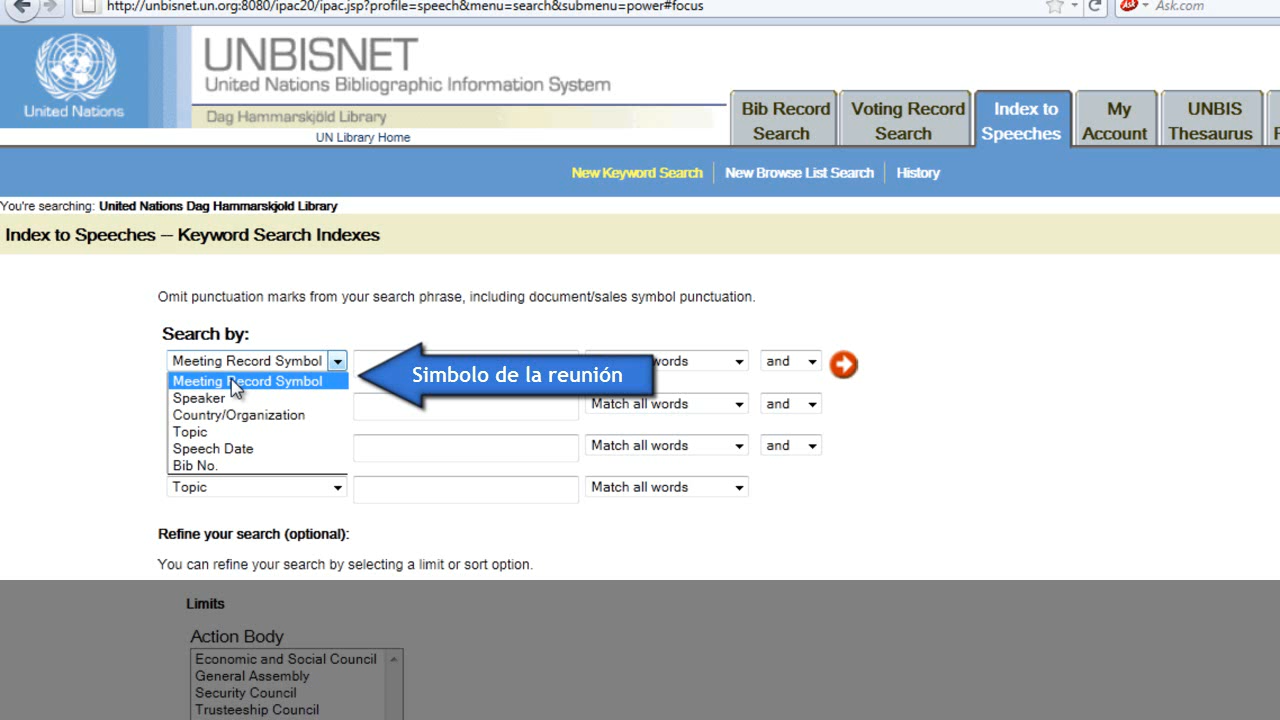 http://unbisnet.un.org:8080/ipac20/ipac.jsp?profile=speech&menu=search&submenu=power#focus
Ask.com
UNBISNET
United Nations Bibliographic Information System
United Nations
Dag Hammarskjöld Library
UN Library Home
Bib Record Search
Voting Record Search
Index to Speeches
My Account
UNBIS Thesaurus
New Keyword Search
New Browse List Search
History
You're searching: United Nations Dag Hammarskjold Library
Index to Speeches -- Keyword Search Indexes
Omit punctuation marks from your search phrase, including document/sales symbol punctuation.
Search by:
Meeting Record Symbol
Simbolo de la reunión
words
and
Meeting Record Symbol
Speaker
Match all words
and
Country/Organization
Topic
Speech Date
Match all words
and
Bib No.
Topic
Match all words
Refine your search (optional):
You can refine your search by selecting a limit or sort option.
Limits
Action Body
Economic and Social Council
General Assembly
Security Council
Trusteeship Council